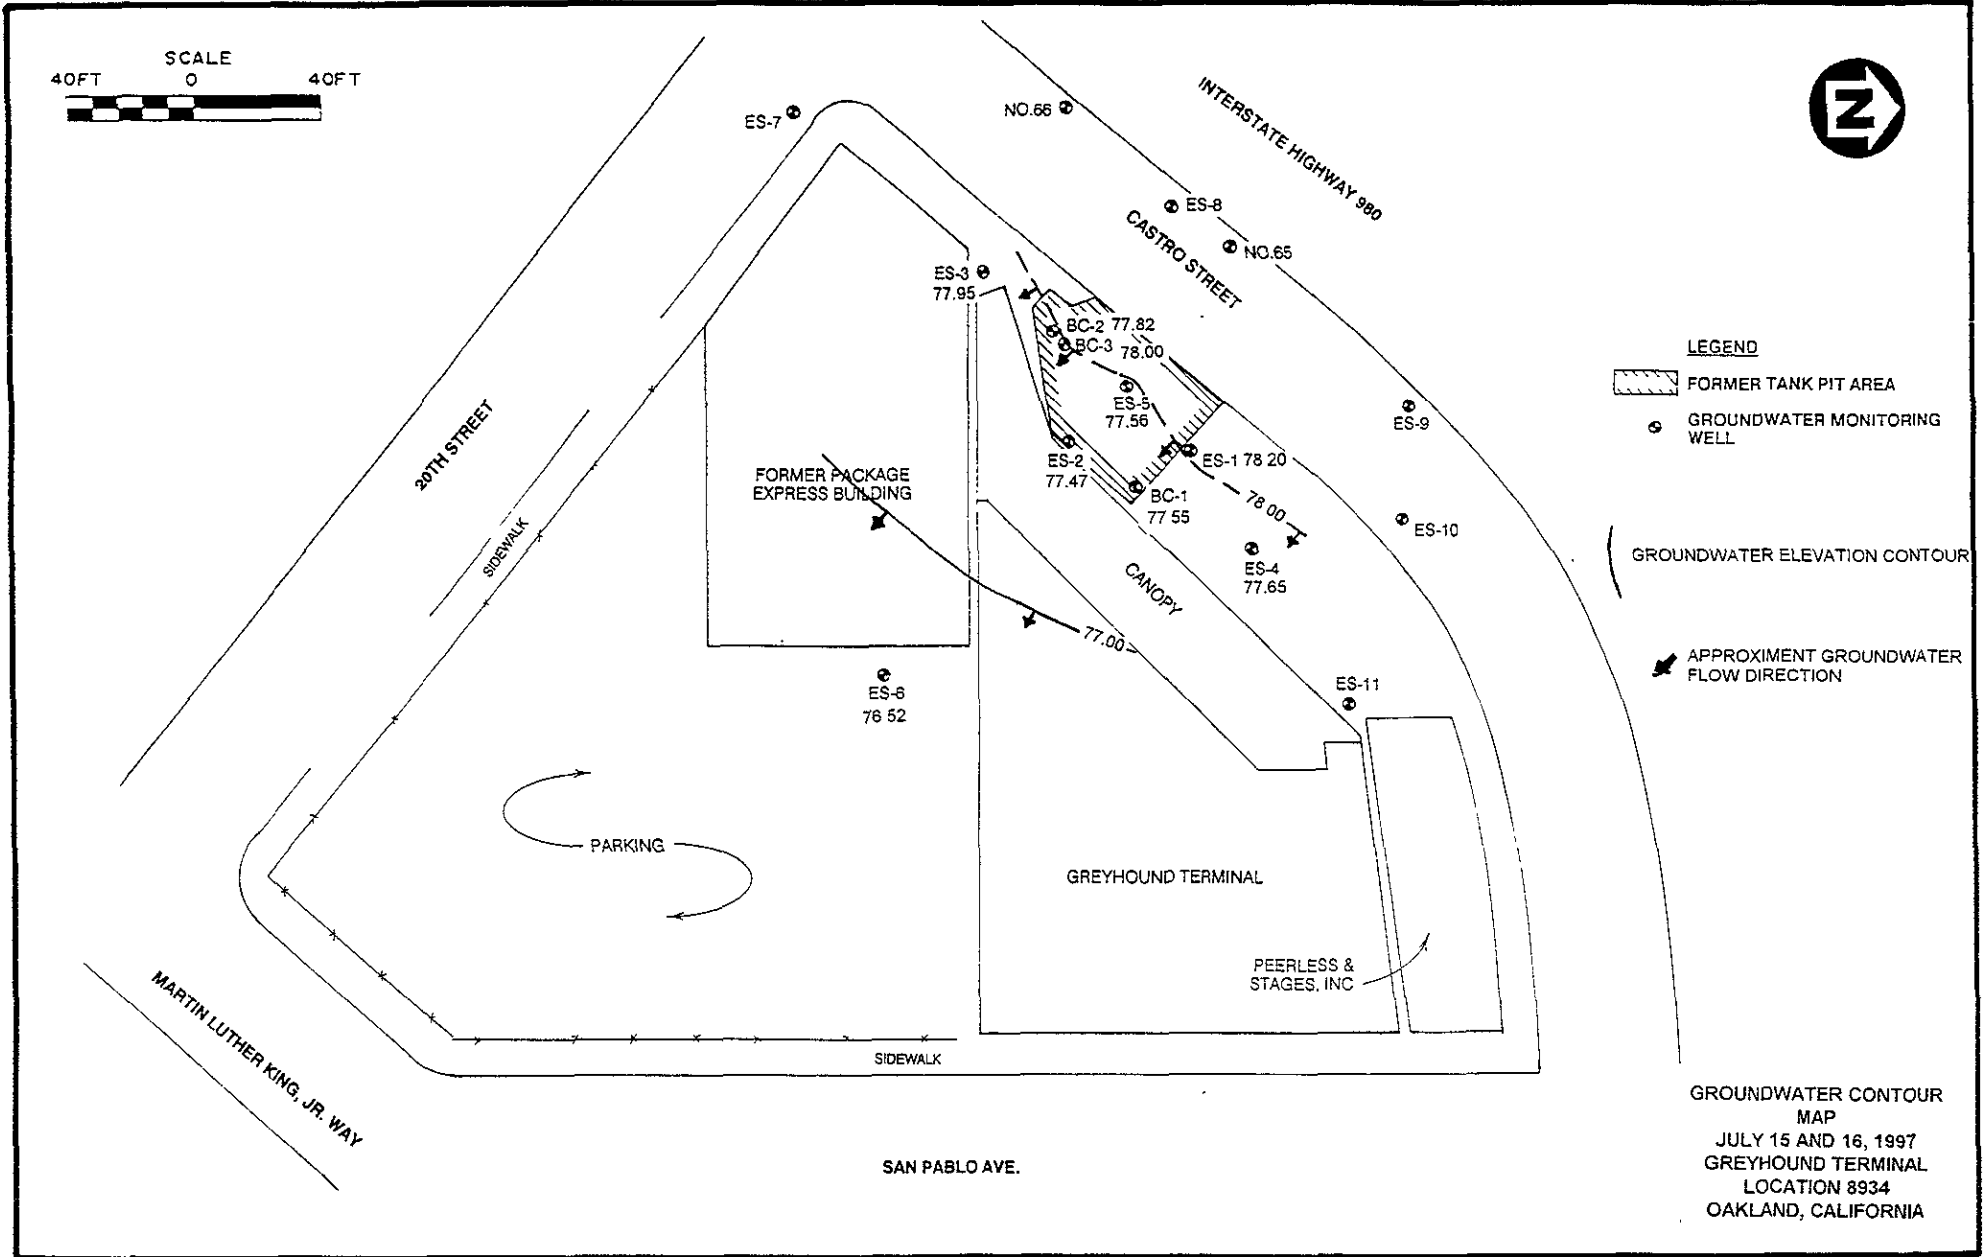 SCALE
40FT 0 40FT
N
ES-7
NO.66
INTERSTATE HIGHWAY 980
ES-8
CASTRO STREET
NO.65
ES-3
77.95
BC-2 77.82
BC-3 78.00
ES-5
77.56
ES-9
ES-2
77.47
ES-1 78 20
BC-1
77 55
78 00
ES-10
ES-4
77.65
20TH STREET
SIDEWALK
FORMER PACKAGE
EXPRESS BUILDING
CANOPY
77.00
ES-6
76 52
ES-11
PARKING
GREYHOUND TERMINAL
PEERLESS &
STAGES, INC
SIDEWALK
MARTIN LUTHER KING, JR. WAY
SAN PABLO AVE.
LEGEND
FORMER TANK PIT AREA
GROUNDWATER MONITORING
WELL
GROUNDWATER ELEVATION CONTOUR
APPROXIMENT GROUNDWATER
FLOW DIRECTION
GROUNDWATER CONTOUR
MAP
JULY 15 AND 16, 1997
GREYHOUND TERMINAL
LOCATION 8934
OAKLAND, CALIFORNIA